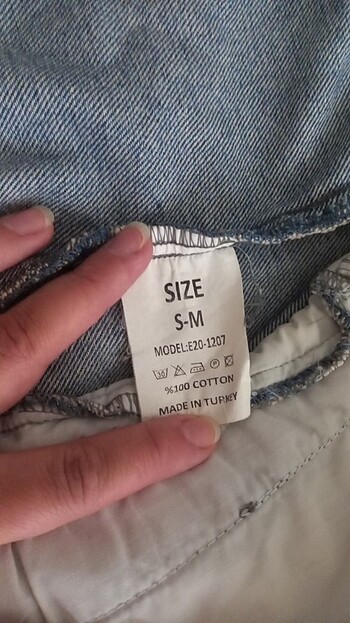 SIZE
S-M
MODEL:E20-1207
%100 COTTON
MADE IN TURKEY